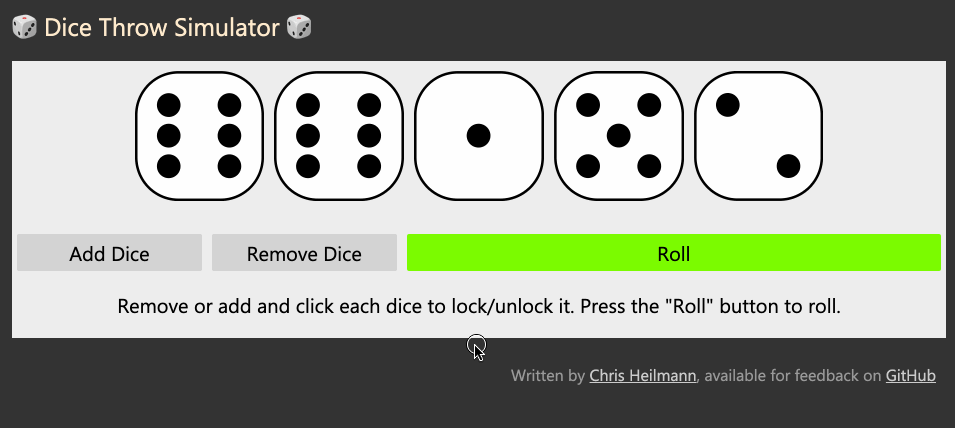 🎲 Dice Throw Simulator 🎲
Add Dice
Remove Dice
Roll
Remove or add and click each dice to lock/unlock it. Press the "Roll" button to roll.
Written by Chris Heilmann, available for feedback on GitHub